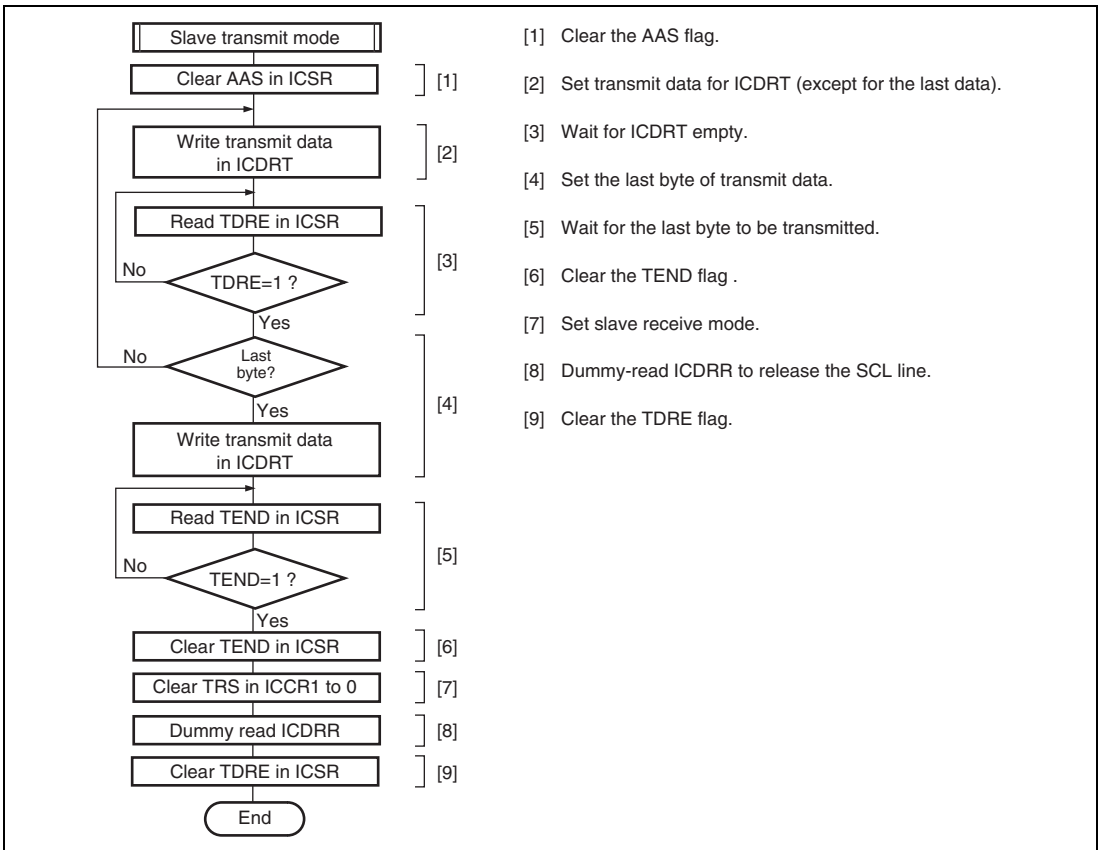 Slave transmit mode
Clear AAS in ICSR
[1]
Write transmit data
in ICDRT
[2]
Read TDRE in ICSR
No
TDRE=1 ?
[3]
Yes
No
Last
byte?
[4]
Yes
Write transmit data
in ICDRT
Read TEND in ICSR
No
TEND=1 ?
[5]
Yes
Clear TEND in ICSR
[6]
Clear TRS in ICCR1 to 0
[7]
Dummy read ICDRR
[8]
Clear TDRE in ICSR
[9]
End
[1] Clear the AAS flag.
[2] Set transmit data for ICDRT (except for the last data).
[3] Wait for ICDRT empty.
[4] Set the last byte of transmit data.
[5] Wait for the last byte to be transmitted.
[6] Clear the TEND flag .
[7] Set slave receive mode.
[8] Dummy-read ICDRR to release the SCL line.
[9] Clear the TDRE flag.